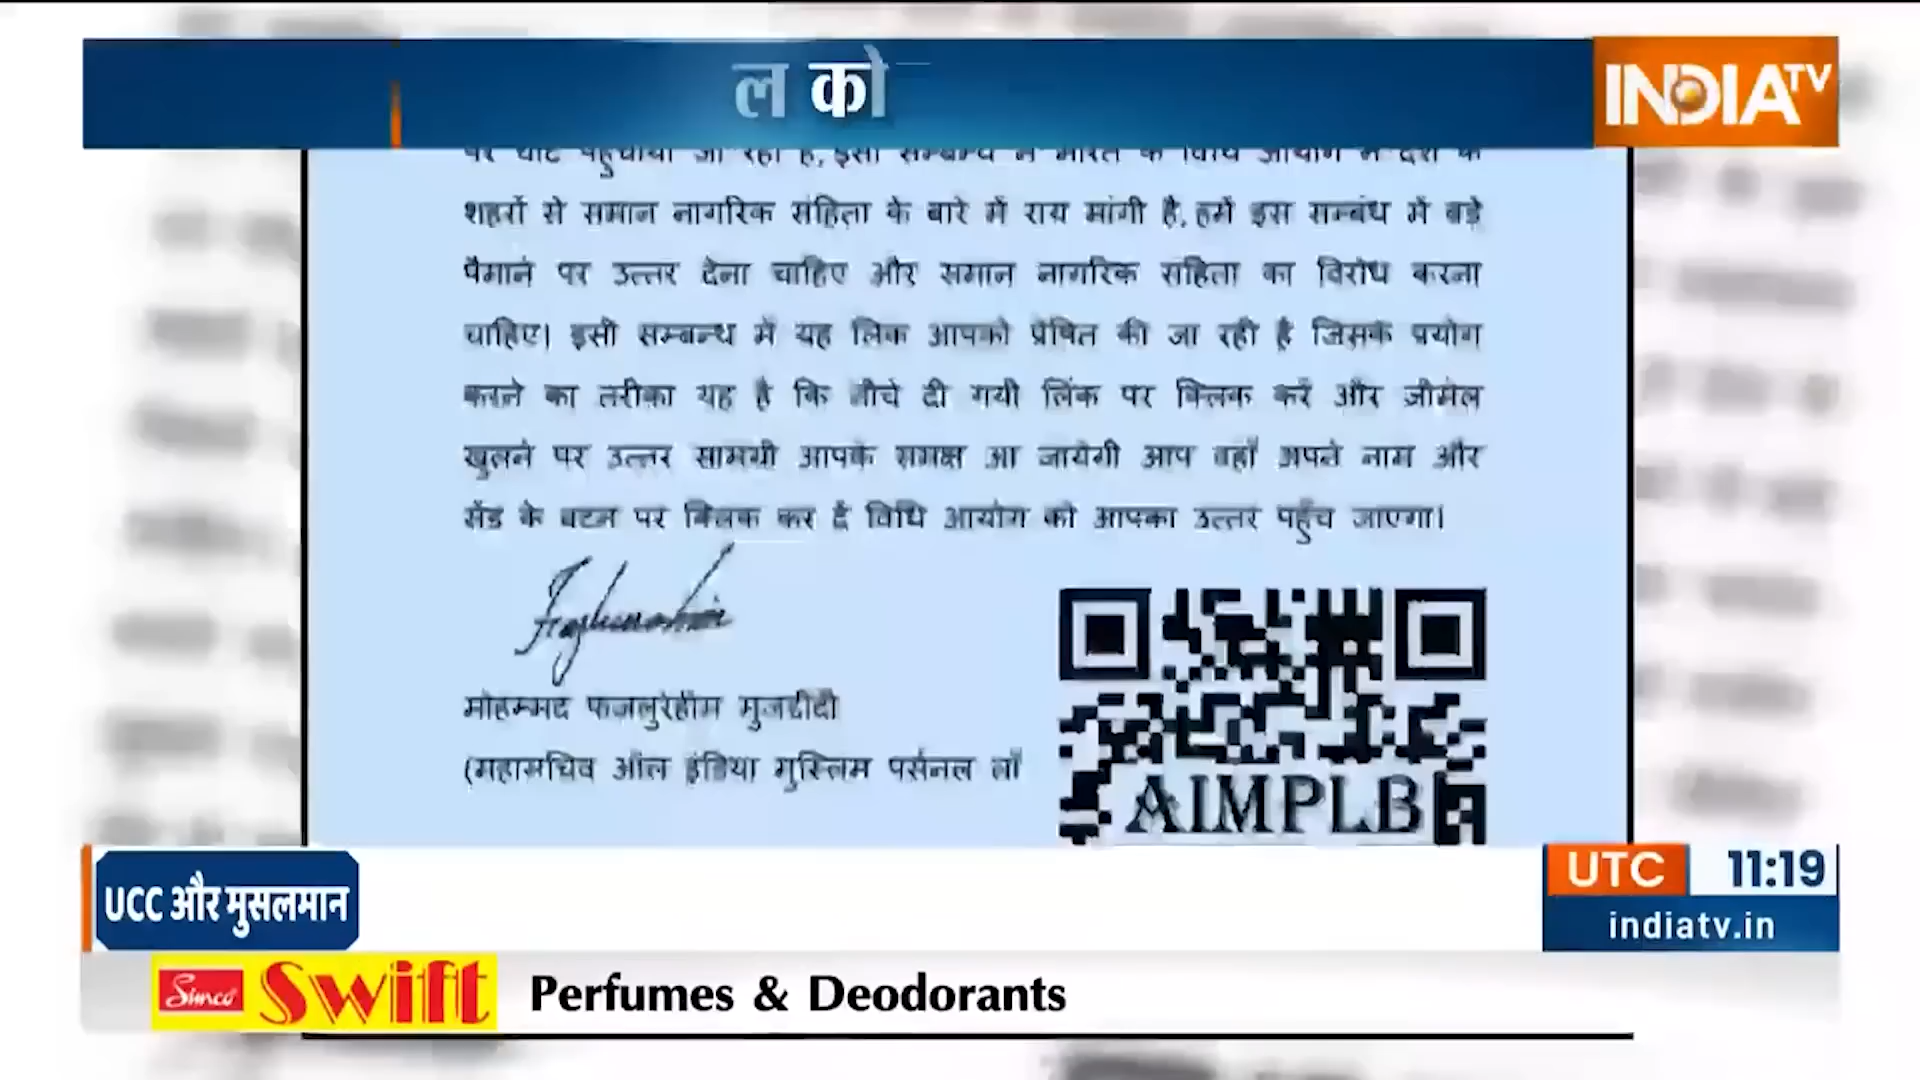 ल को
INDIA TV
शहरों से समान नागरिक संहिता के बारे में राय मांगी है, हमें इस सम्बंध में बड़े
पैमाने पर उत्तर देना चाहिए और समान नागरिक संहिता का विरोध करना
चाहिए। इसी सम्बन्ध में यह लिंक आपको प्रेषित की जा रही है जिसके प्रयोग
करने का तरीका यह है कि नीचे दी गयी लिंक पर क्लिक करें और जीमेल
खुलने पर उत्तर सामग्री आपके समक्ष आ जायेगी आप वहाँ अपने नाम और
सेंड के बटन पर क्लिक कर दें विधि आयोग को आपका उत्तर पहुँच जाएगा।
मोहम्मद फजलुर्रहीम मुजद्दीदी
(महासचिव ऑल इंडिया मुस्लिम पर्सनल लॉ
AIMPLB
UCC और मुसलमान
UTC 11:19
indiatv.in
Simco Swift Perfumes & Deodorants